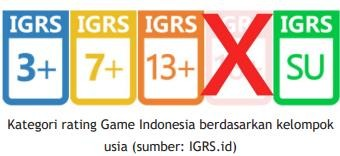 IGRS IGRS IGRS IGRS
3+ 7+ 13+ SU
Kategori rating Game Indonesia berdasarkan kelompok
usia (sumber: IGRS.id)